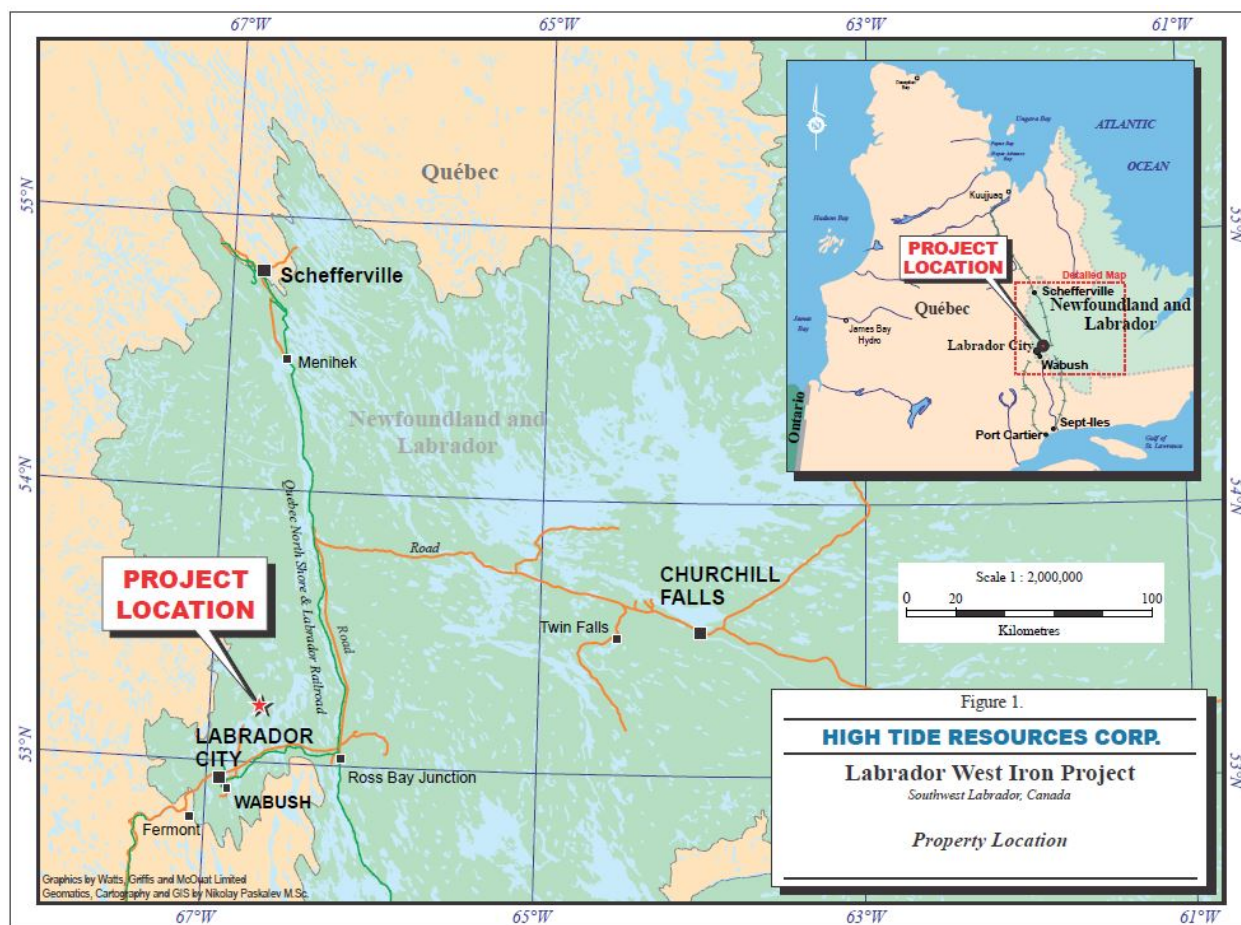 67°W
65°W
63°W
61°W
55°N
54°N
53°N
55°N
54°N
53°N
67°W
65°W
63°W
61°W
Québec
Schefferville
Menihek
Newfoundland and
Labrador
Quebec North Shore & Labrador Railroad
Road
Road
PROJECT
LOCATION
CHURCHILL
FALLS
Twin Falls
LABRADOR
CITY
WABUSH
Fermont
Ross Bay Junction
Graphics by Watts, Griffis and McOuat Limited
Geomatics, Cartography and GIS by Nikolay Paskalev M.Sc.
N
Bay
Ungava Bay
ATLANTIC
OCEAN
Kuujjuaq
Hudson Bay
PROJECT
LOCATION
Detailed Map
Schefferville
Newfoundland and
Labrador
Québec
James
Bay
James Bay
Hydro
Labrador City
Wabush
Ontario
Sept-Iles
Port Cartier
Gulf of
St. Lawrence
Scale 1 : 2,000,000
0 20 100
Kilometres
Figure 1.
HIGH TIDE RESOURCES CORP.
Labrador West Iron Project
Southwest Labrador, Canada
Property Location